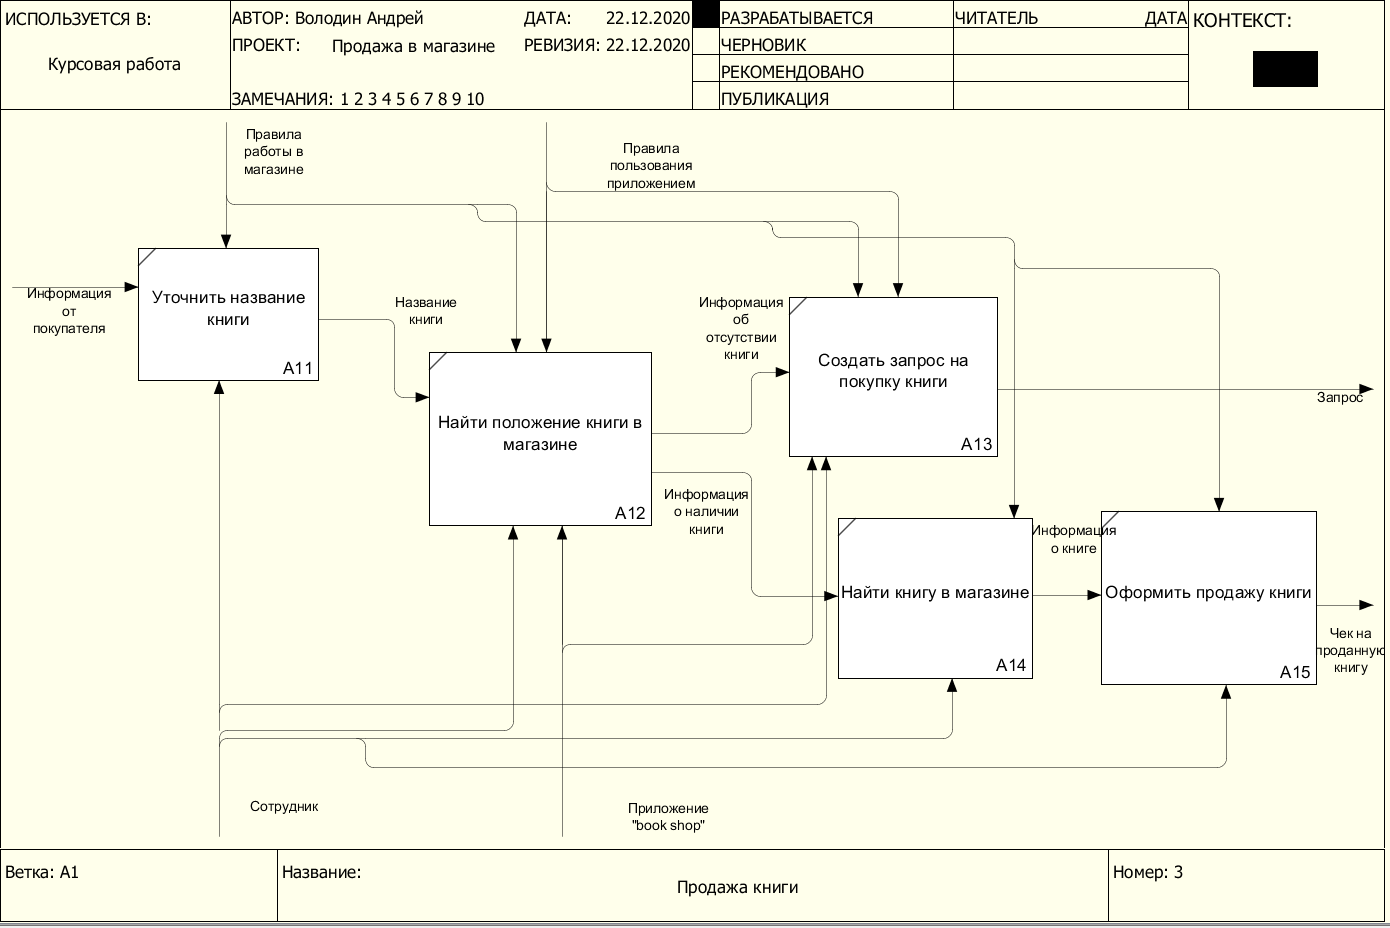 ИСПОЛЬЗУЕТСЯ В:
Курсовая работа
АВТОР: Володин Андрей
ДАТА: 22.12.2020
ПРОЕКТ: Продажа в магазине
РЕВИЗИЯ: 22.12.2020
ЗАМЕЧАНИЯ: 1 2 3 4 5 6 7 8 9 10
РАЗРАБАТЫВАЕТСЯ
ЧЕРНОВИК
РЕКОМЕНДОВАНО
ПУБЛИКАЦИЯ
ЧИТАТЕЛЬ
ДАТА
КОНТЕКСТ:
Правила
работы в
магазине
Правила
пользования
приложением
Информация
от
покупателя
Уточнить название
книги
A11
Название
книги
Найти положение книги в
магазине
A12
Информация
об
отсутствии
книги
Создать запрос на
покупку книги
A13
Запрос
Информация
о наличии
книги
Найти книгу в магазине
A14
Информация
о книге
Оформить продажу книги
A15
Чек на
проданную
книгу
Сотрудник
Приложение
"book shop"
Ветка: A1
Название:
Продажа книги
Номер: 3